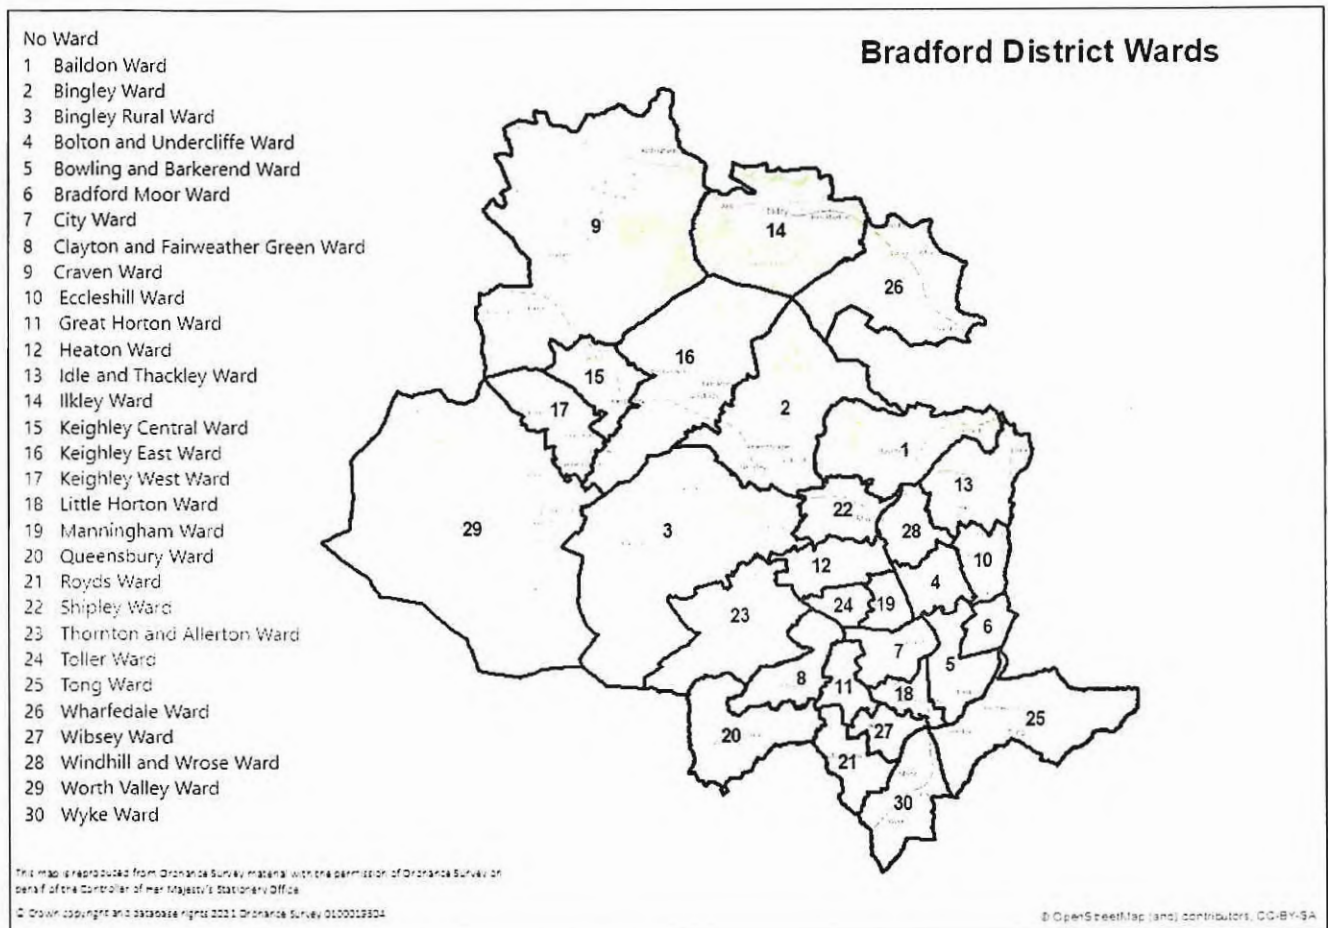 Bradford District Wards
No Ward
1 Baildon Ward
2 Bingley Ward
3 Bingley Rural Ward
4 Bolton and Undercliffe Ward
5 Bowling and Barkerend Ward
6 Bradford Moor Ward
7 City Ward
8 Clayton and Fairweather Green Ward
9 Craven Ward
10 Eccleshill Ward
11 Great Horton Ward
12 Heaton Ward
13 Idle and Thackley Ward
14 Ilkley Ward
15 Keighley Central Ward
16 Keighley East Ward
17 Keighley West Ward
18 Little Horton Ward
19 Manningham Ward
20 Queensbury Ward
21 Royds Ward
22 Shipley Ward
23 Thornton and Allerton Ward
24 Toller Ward
25 Tong Ward
26 Wharfedale Ward
27 Wibsey Ward
28 Windhill and Wrose Ward
29 Worth Valley Ward
30 Wyke Ward
9
14
26
16
15
17
2
1
13
22
28
29
3
10
12
4
24
19
23
6
7
5
8
11
18
25
20
27
21
30
This map is reproduced from Ordnance Survey material with the permission of Ordnance Survey on
behalf of the Controller of Her Majesty's Stationery Office
© Crown copyright and database rights 2021 Ordnance Survey 0100019304
© OpenStreetMap (and) contributors, CC-BY-SA